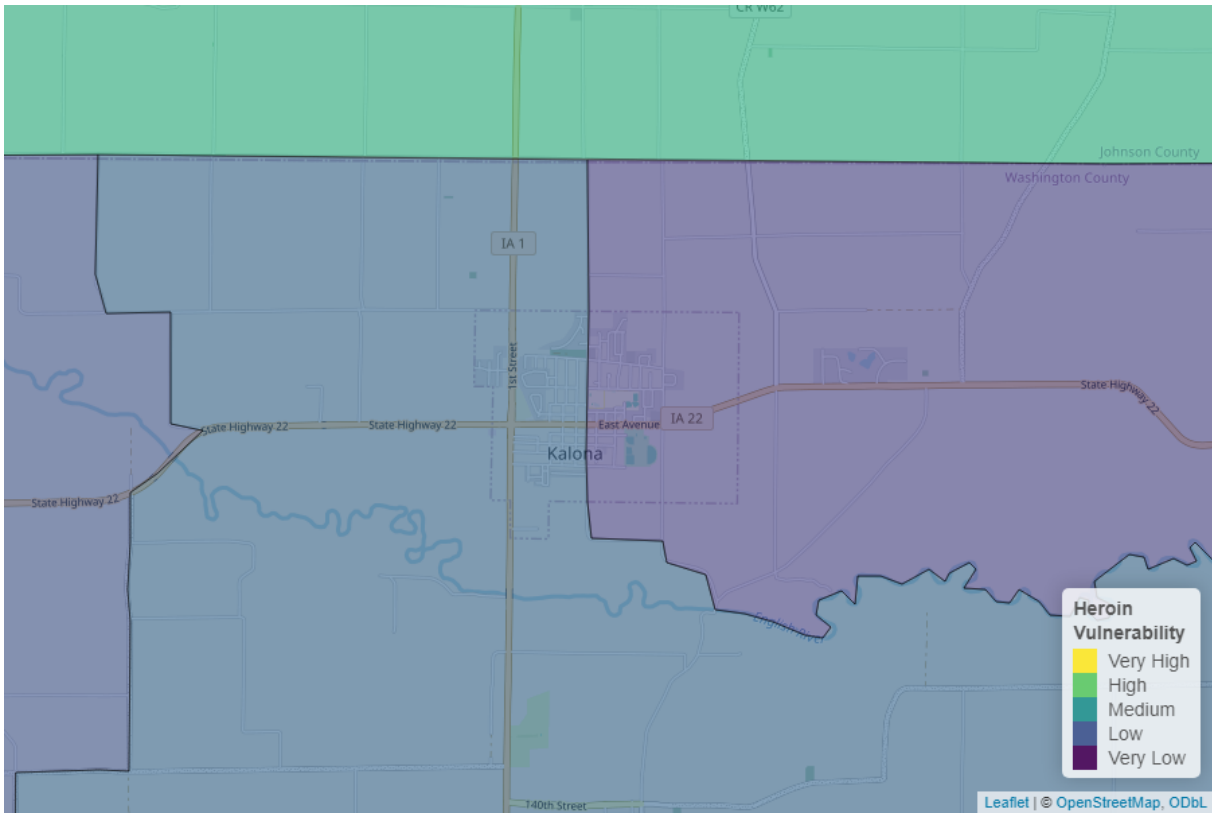 CR W62
Johnson County
Washington County
IA 1
1st Street
State Highway 22
State Highway 22
State Highway 22
East Avenue
IA 22
State Highway 22
Kalona
English River
140th Street
Heroin
Vulnerability
Very High
High
Medium
Low
Very Low
Leaflet | © OpenStreetMap, ODbL